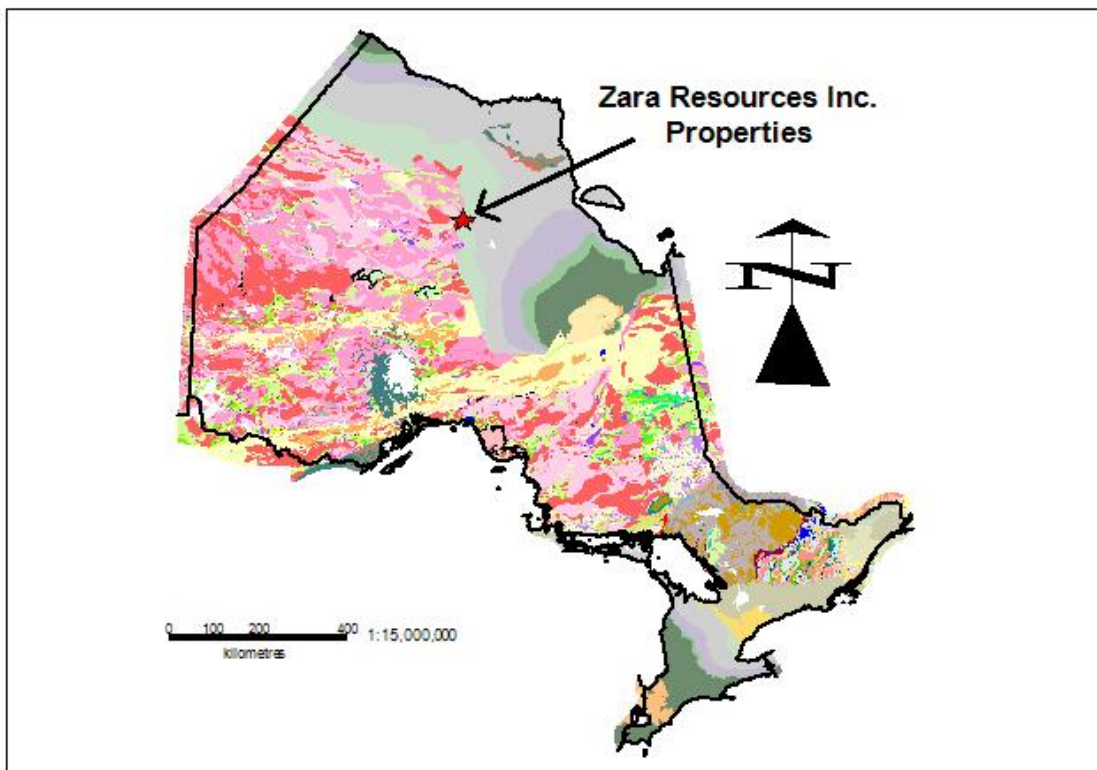 Zara Resources Inc.
Properties
N
0 100 200 400 1:15,000,000
kilometres